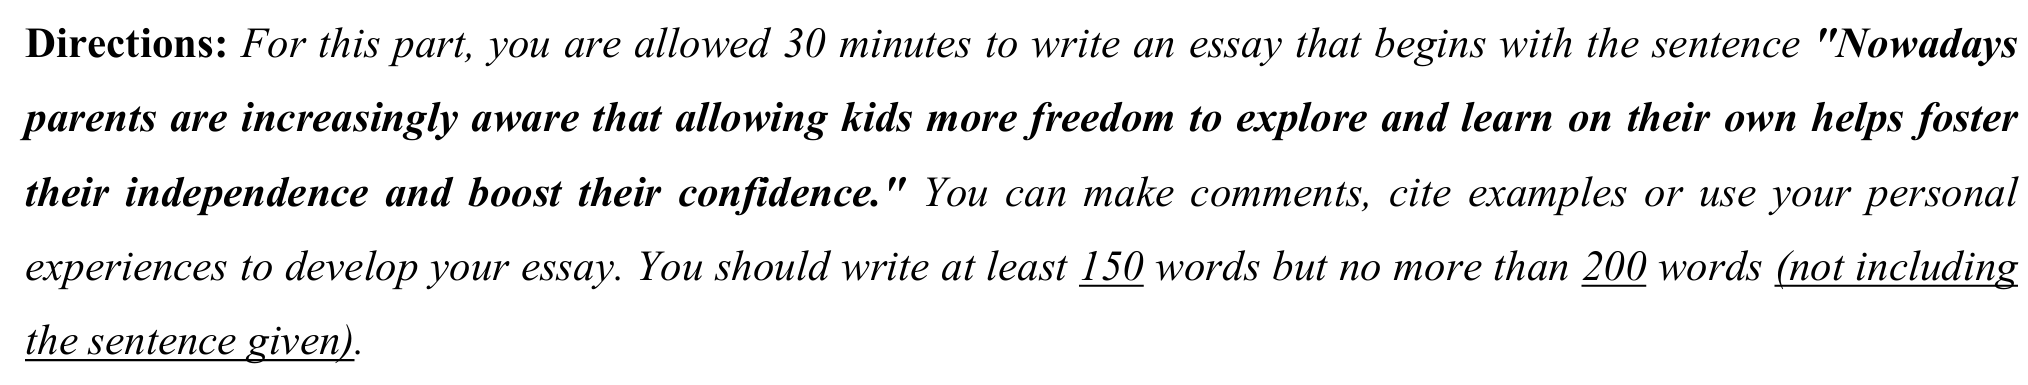 Directions: For this part, you are allowed 30 minutes to write an essay that begins with the sentence "Nowadays
parents are increasingly aware that allowing kids more freedom to explore and learn on their own helps foster
their independence and boost their confidence." You can make comments, cite examples or use your personal
experiences to develop your essay. You should write at least 150 words but no more than 200 words (not including
the sentence given).